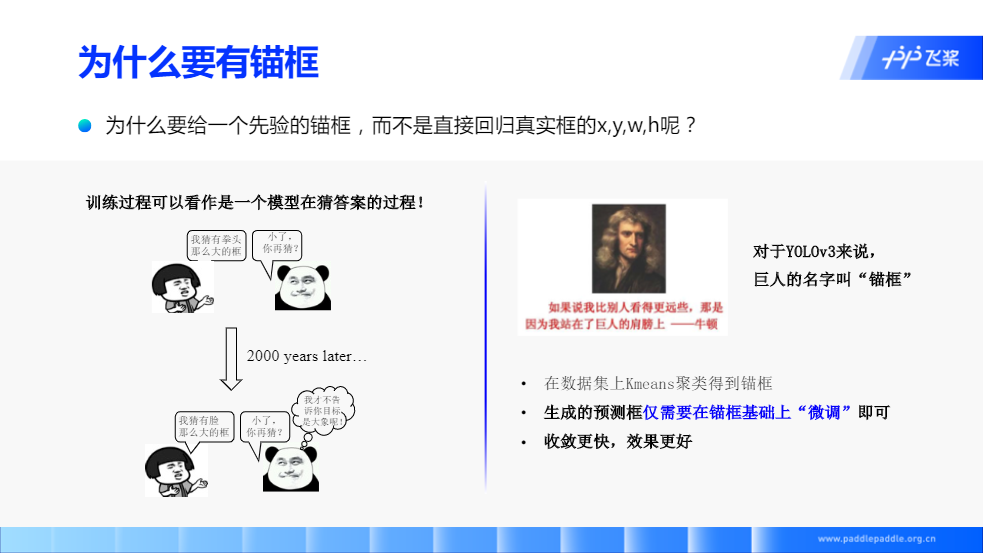 为什么要有锚框
飞桨
为什么要给一个先验的锚框，而不是直接回归真实框的x,y,w,h呢？
训练过程可以看作是一个模型在猜答案的过程！
我猜有拳头
那么大的框
小了，
你再猜?
2000 years later…
我才不告
诉你目标
是大象呢!
我猜有脸
那么大的框
小了，
你再猜?
如果说我比别人看得更远些，那是
因为我站在了巨人的肩膀上 ——牛顿
对于YOLOv3来说，
巨人的名字叫“锚框”
• 在数据集上Kmeans聚类得到锚框
• 生成的预测框仅需要在锚框基础上“微调”即可
• 收敛更快，效果更好
www.paddlepaddle.org.cn